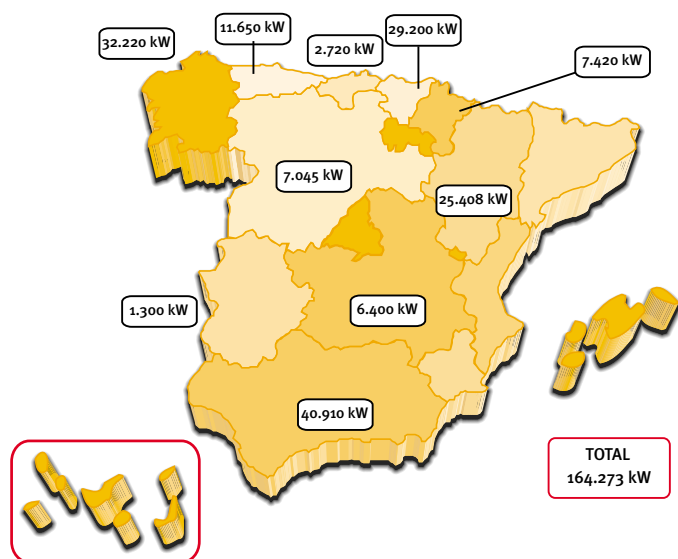 11.650 kW
29.200 kW
32.220 kW
2.720 kW
7.420 kW
7.045 kW
25.408 kW
1.300 kW
6.400 kW
40.910 kW
TOTAL
164.273 kW